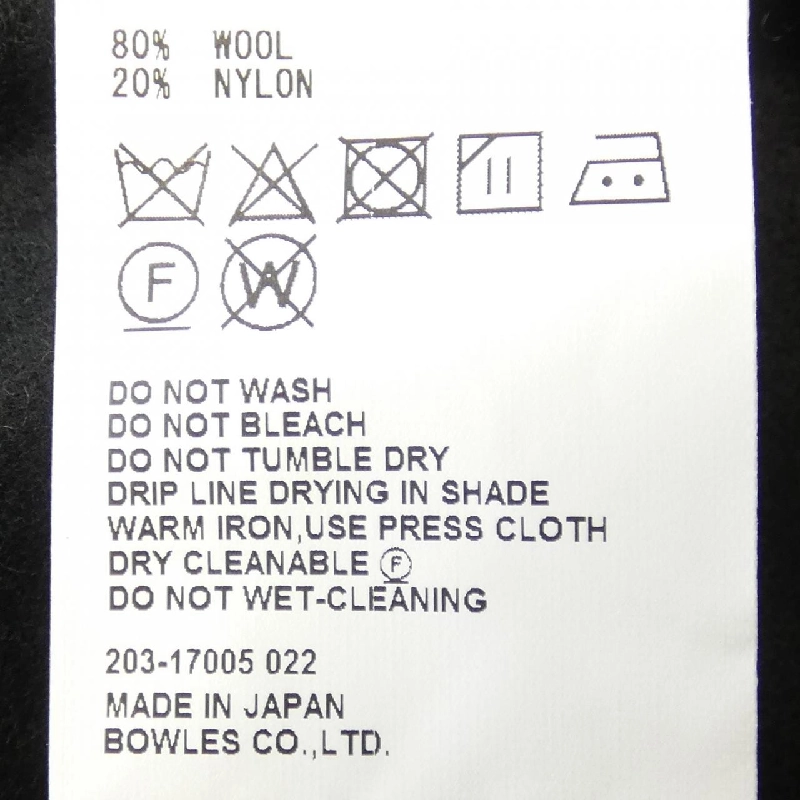 80% WOOL
20% NYLON
F W
DO NOT WASH
DO NOT BLEACH
DO NOT TUMBLE DRY
DRIP LINE DRYING IN SHADE
WARM IRON,USE PRESS CLOTH
DRY CLEANABLE Ⓕ
DO NOT WET-CLEANING
203-17005 022
MADE IN JAPAN
BOWLES CO.,LTD.